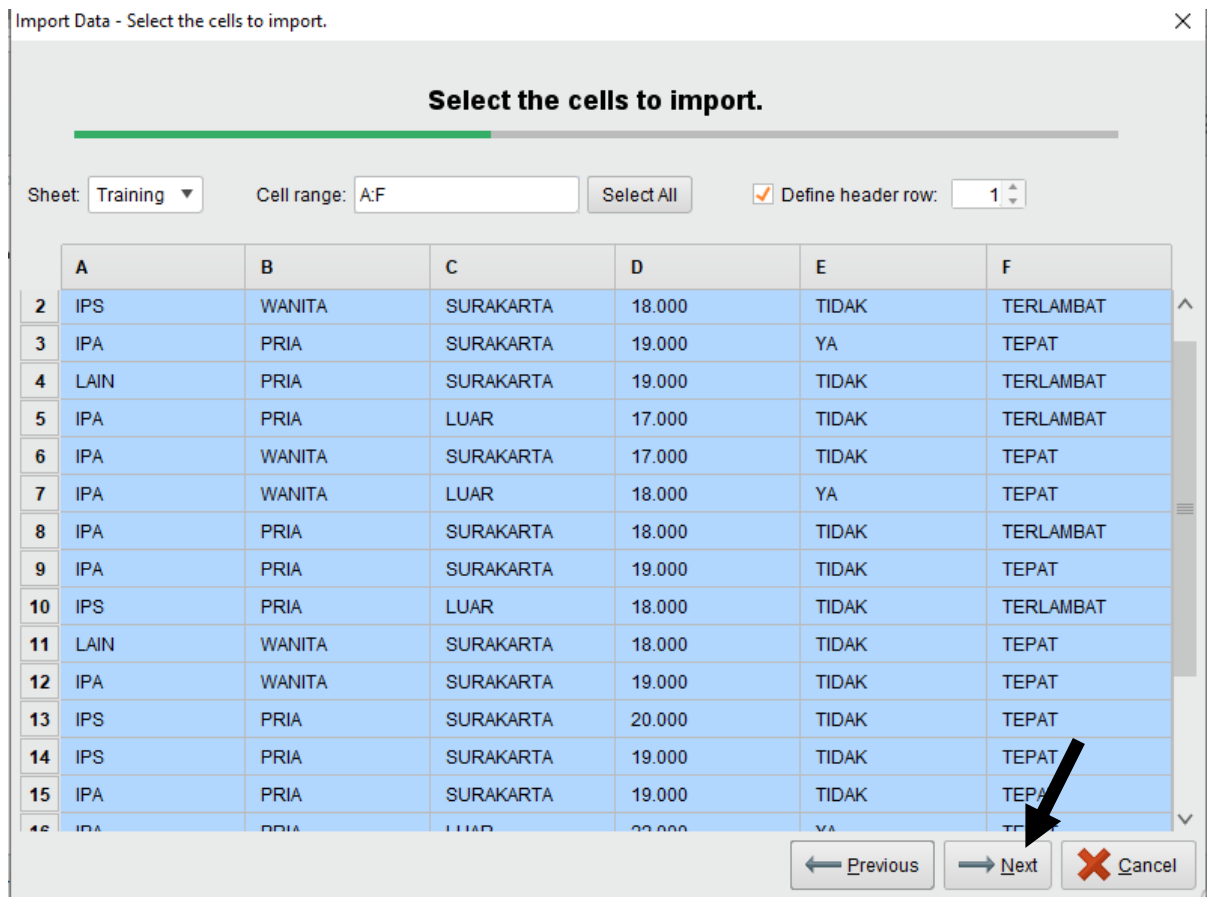 Import Data - Select the cells to import.
Select the cells to import.
Sheet: Training Cell range: A:F Select All Define header row: 1
A B C D E F
2 IPS WANITA SURAKARTA 18.000 TIDAK TERLAMBAT
3 IPA PRIA SURAKARTA 19.000 YA TEPAT
4 LAIN PRIA SURAKARTA 19.000 TIDAK TERLAMBAT
5 IPA PRIA LUAR 17.000 TIDAK TERLAMBAT
6 IPA WANITA SURAKARTA 17.000 TIDAK TEPAT
7 IPA WANITA LUAR 18.000 YA TEPAT
8 IPA PRIA SURAKARTA 18.000 TIDAK TERLAMBAT
9 IPA PRIA SURAKARTA 19.000 TIDAK TEPAT
10 IPS PRIA LUAR 18.000 TIDAK TERLAMBAT
11 LAIN WANITA SURAKARTA 18.000 TIDAK TEPAT
12 IPA WANITA SURAKARTA 19.000 TIDAK TEPAT
13 IPS PRIA SURAKARTA 20.000 TIDAK TEPAT
14 IPS PRIA SURAKARTA 19.000 TIDAK TEPAT
15 IPA PRIA SURAKARTA 19.000 TIDAK TEPAT
Previous Next Cancel